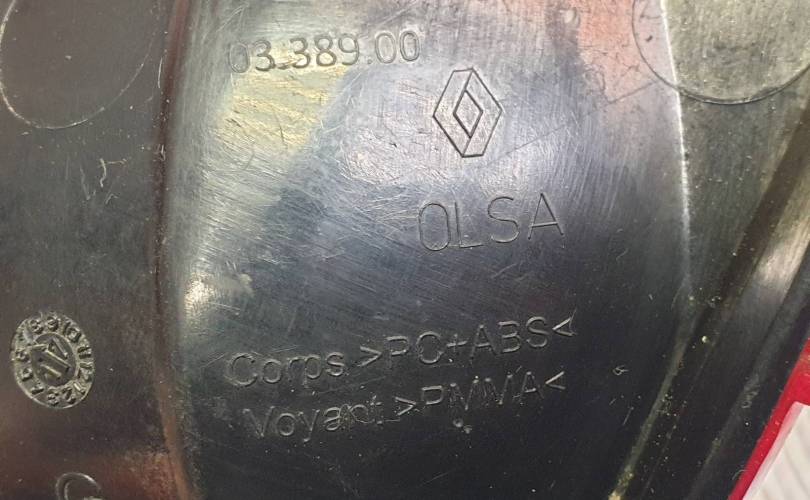 03.389.00
OLSA
Corps >PC+ABS<
Voyant >PMMA<